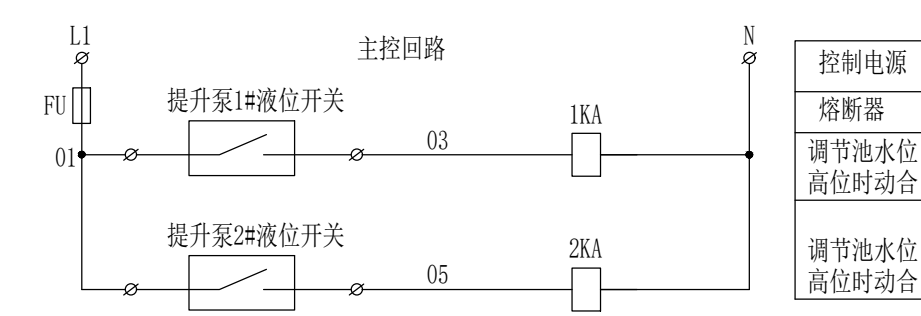 L1
主控回路
N
控制电源
FU
提升泵1#液位开关
1KA
熔断器
01
03
调节池水位
高位时动合
提升泵2#液位开关
2KA
05
调节池水位
高位时动合